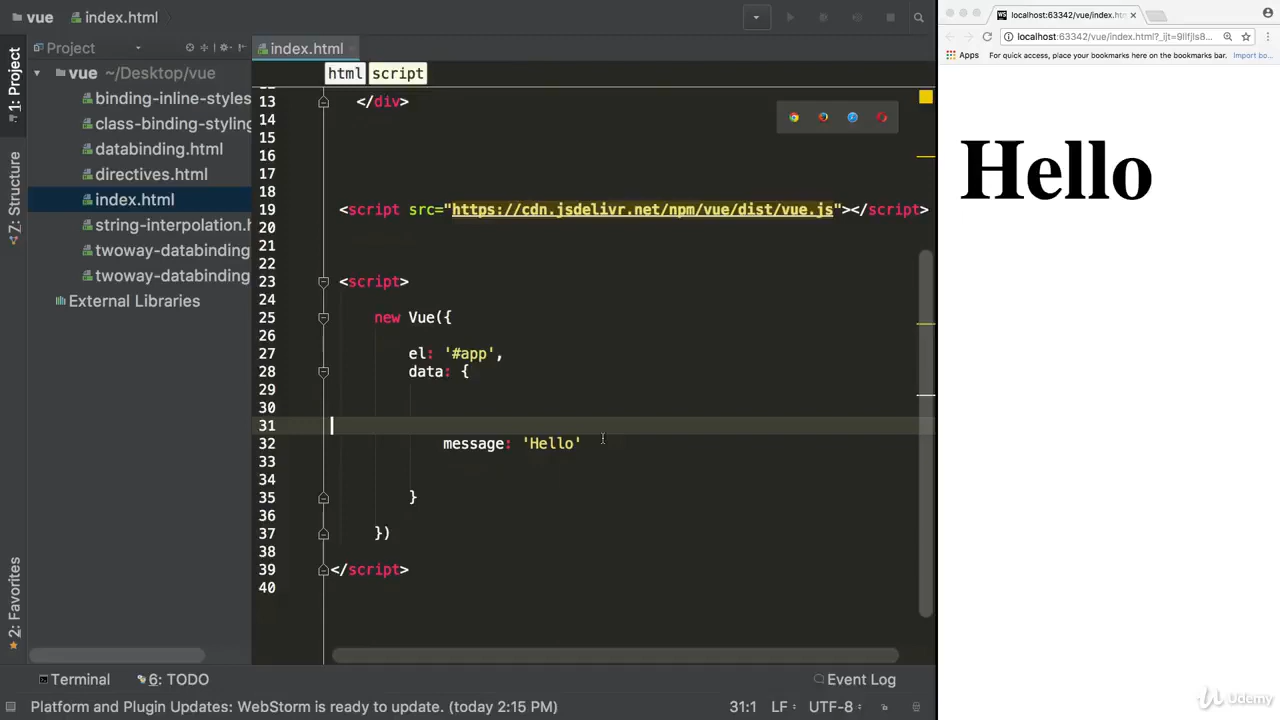 vue index.html
Project
index.html
html script
vue ~/Desktop/vue
binding-inline-styles
class-binding-styling
databinding.html
directives.html
index.html
string-interpolation.h
twoway-databinding
twoway-databinding
External Libraries
1: Project
7: Structure
2: Favorites
13 </div>
14
15
16
17
18
19 <script src="https://cdn.jsdelivr.net/npm/vue/dist/vue.js"></script>
20
21
22
23 <script>
24
25 new Vue({
26
27 el: '#app',
28 data: {
29
30
31
32 message: 'Hello'
33
34
35 }
36
37 })
38
39 </script>
40
Terminal 6: TODO Event Log
Platform and Plugin Updates: WebStorm is ready to update. (today 2:15 PM) 31:1 LF÷ UTF-8÷
WS localhost:63342/vue/index.htm
localhost:63342/vue/index.html?_ijt=9llfjls8...
Apps For quick access, place your bookmarks here on the bookmarks bar. Import bo...
Hello
Udemy